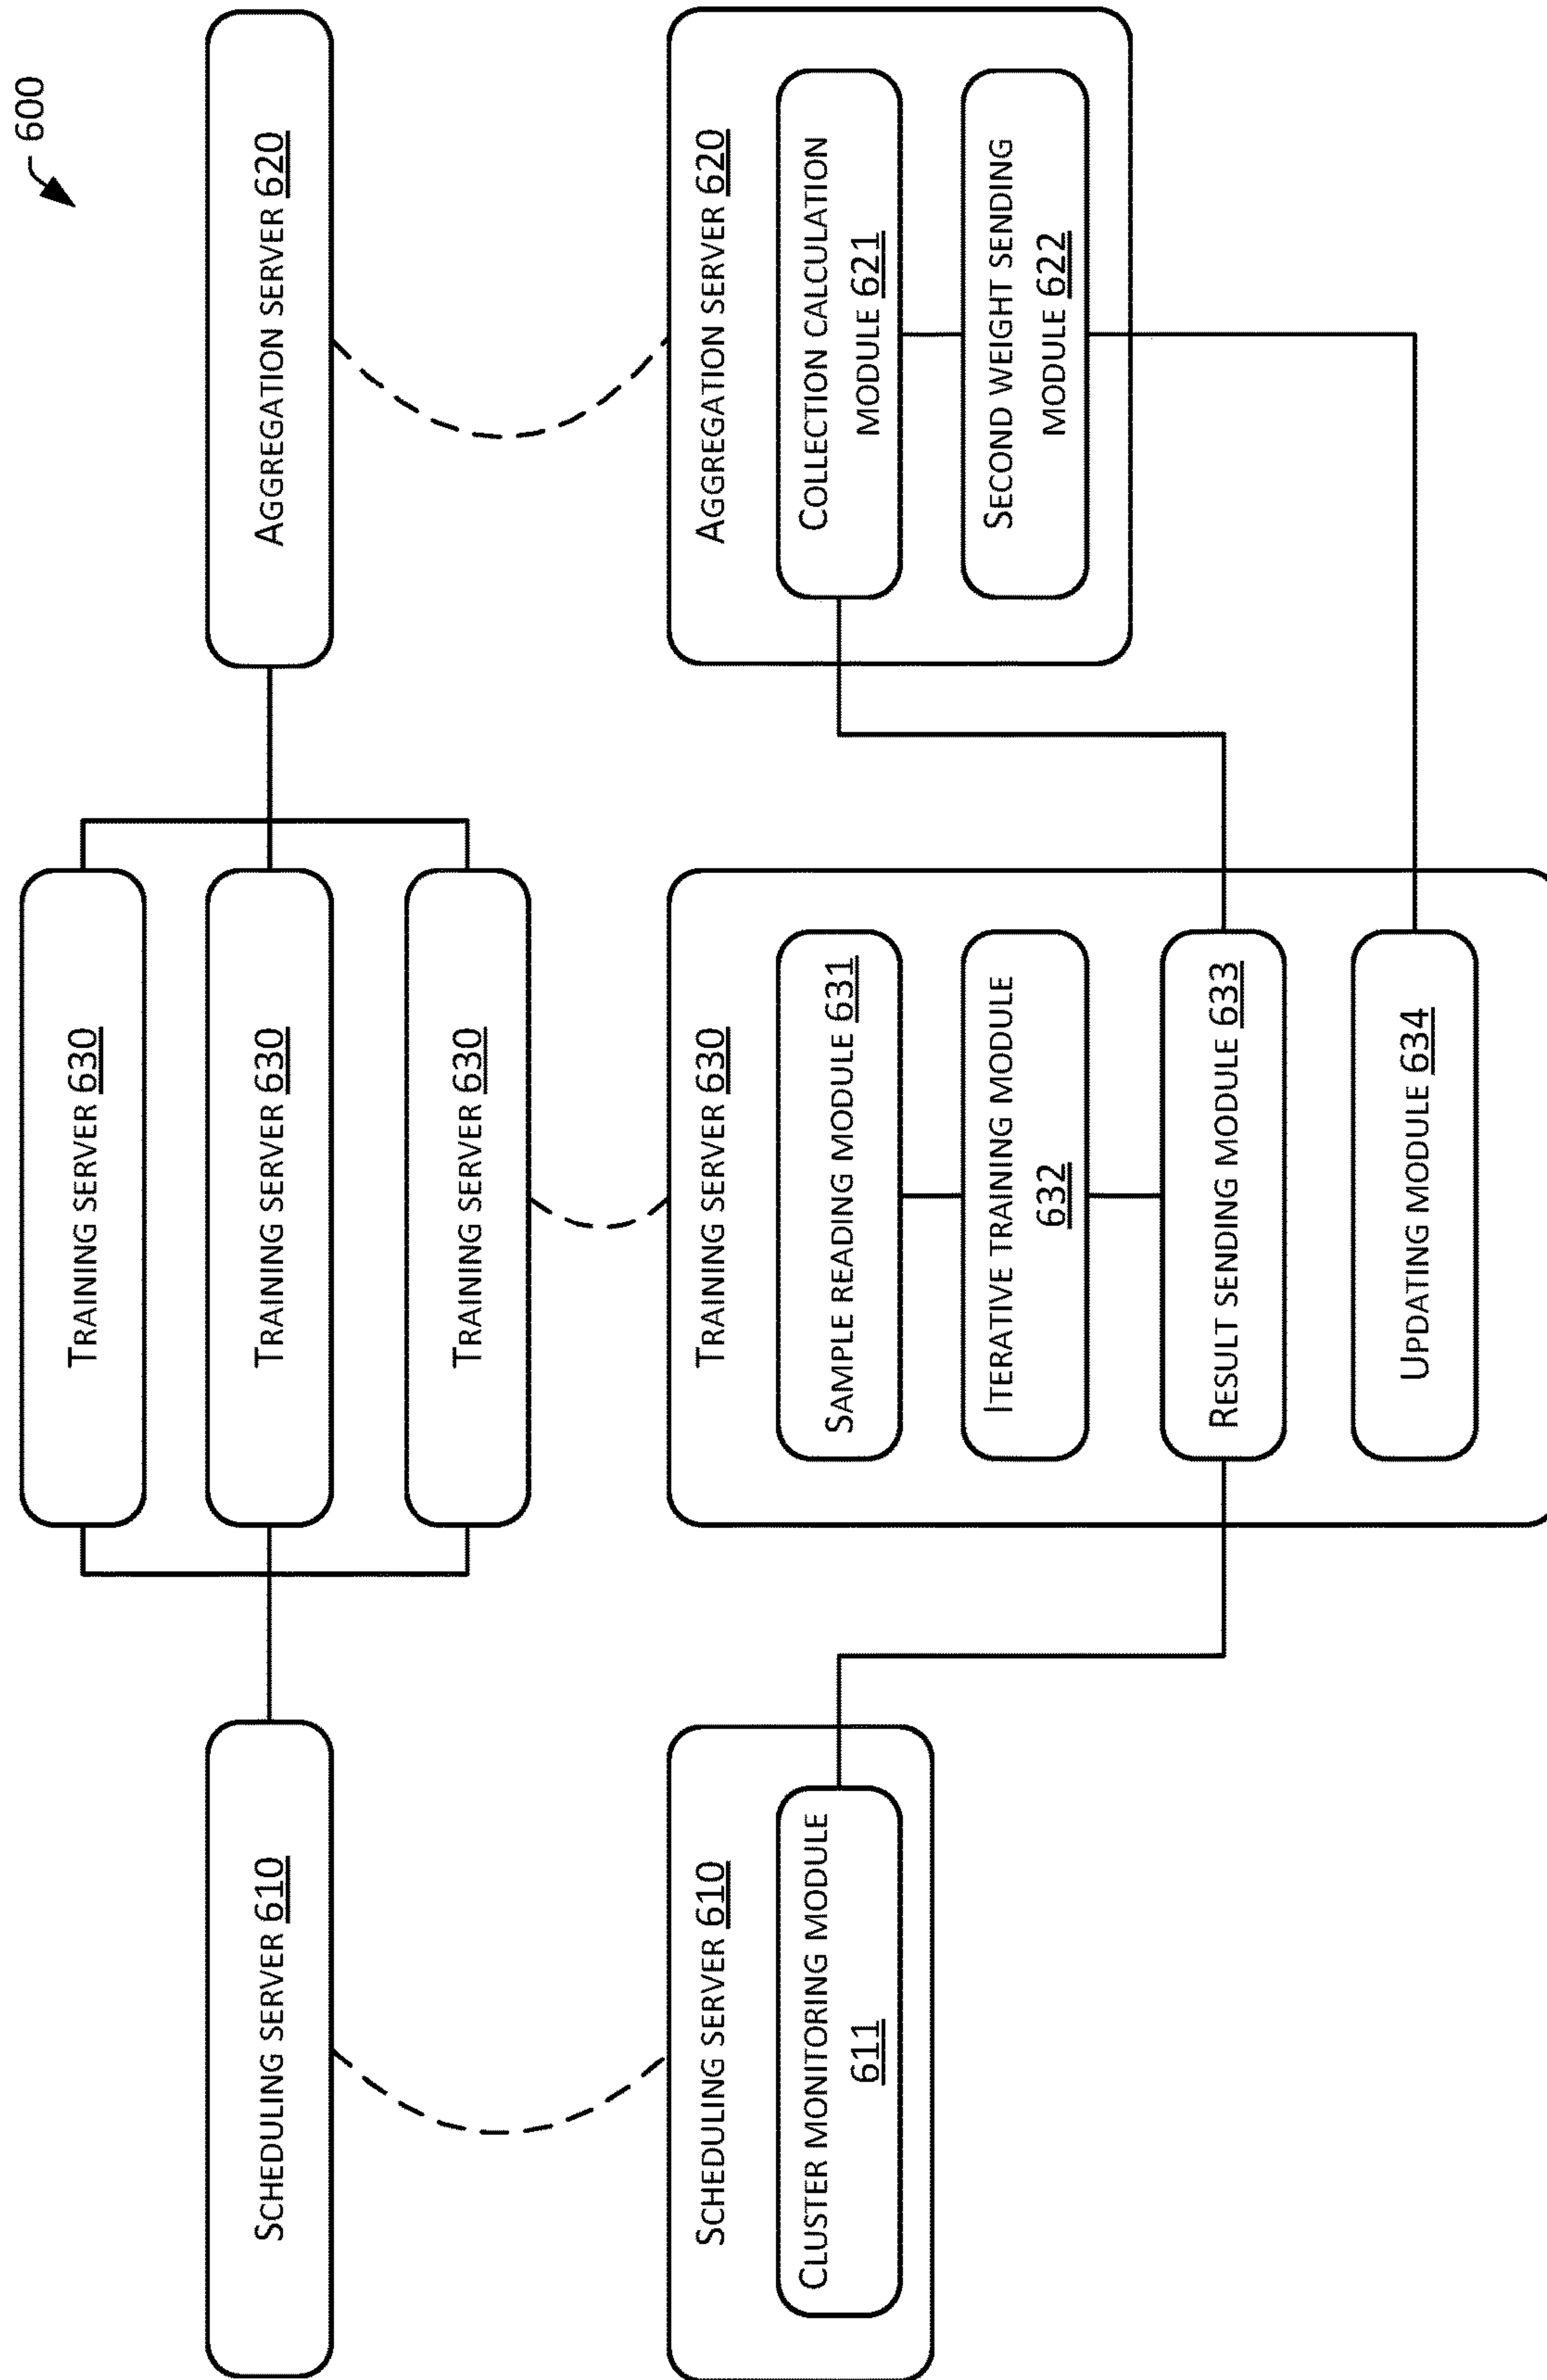 600
Scheduling server 610
Training server 630
Training server 630
Training server 630
Aggregation server 620
Scheduling server 610
Cluster monitoring module
611
Training server 630
Sample reading module 631
Iterative training module
632
Result sending module 633
Updating module 634
Aggregation server 620
Collection calculation
module 621
Second weight sending
module 622